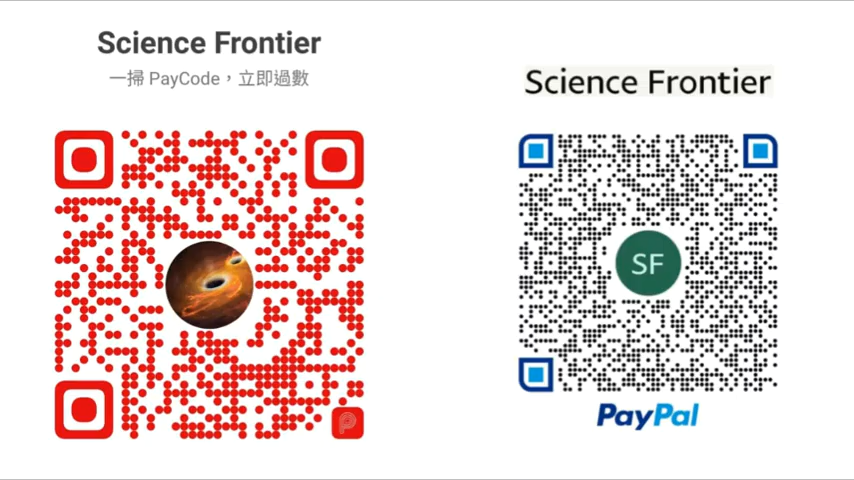 Science Frontier
一掃 PayCode，立即過數
Science Frontier
SF
PayPal